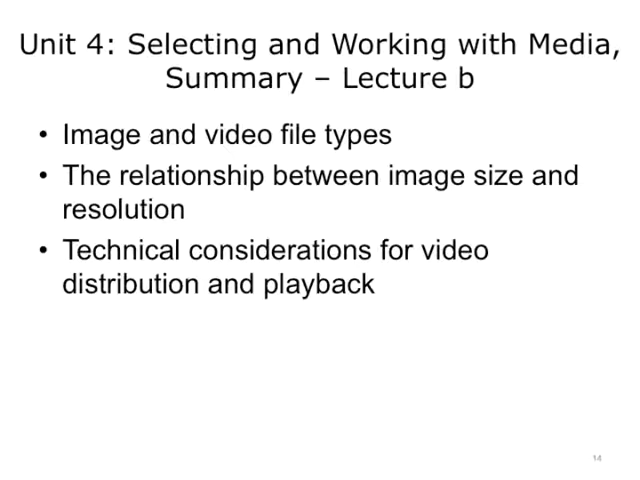 Unit 4: Selecting and Working with Media,
Summary – Lecture b
• Image and video file types
• The relationship between image size and
resolution
• Technical considerations for video
distribution and playback
14